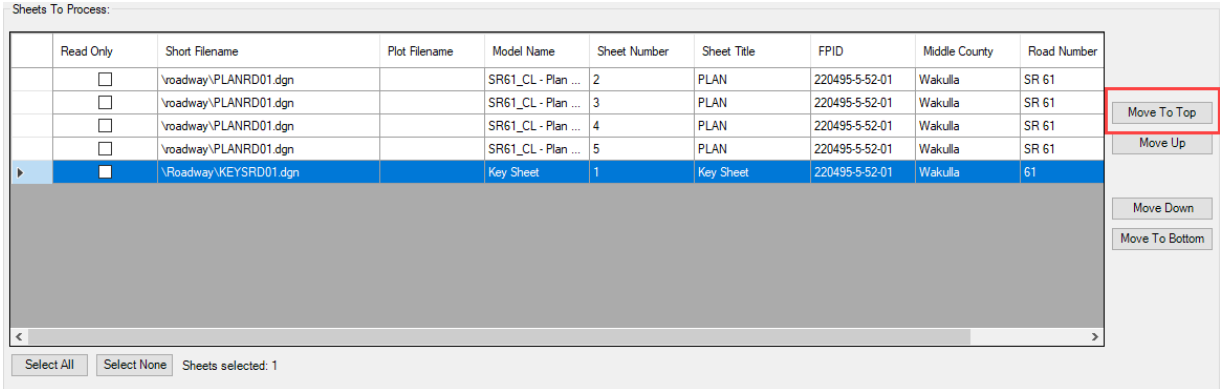 Sheets To Process:
Read Only Short Filename Plot Filename Model Name Sheet Number Sheet Title FPID Middle County Road Number
\roadway\PLANRD01.dgn SR61_CL - Plan ... 2 PLAN 220495-5-52-01 Wakulla SR 61
\roadway\PLANRD01.dgn SR61_CL - Plan ... 3 PLAN 220495-5-52-01 Wakulla SR 61
\roadway\PLANRD01.dgn SR61_CL - Plan ... 4 PLAN 220495-5-52-01 Wakulla SR 61
\roadway\PLANRD01.dgn SR61_CL - Plan ... 5 PLAN 220495-5-52-01 Wakulla SR 61
\Roadway\KEYSRD01.dgn Key Sheet 1 Key Sheet 220495-5-52-01 Wakulla 61
Move To Top
Move Up
Move Down
Move To Bottom
Select All Select None Sheets selected: 1